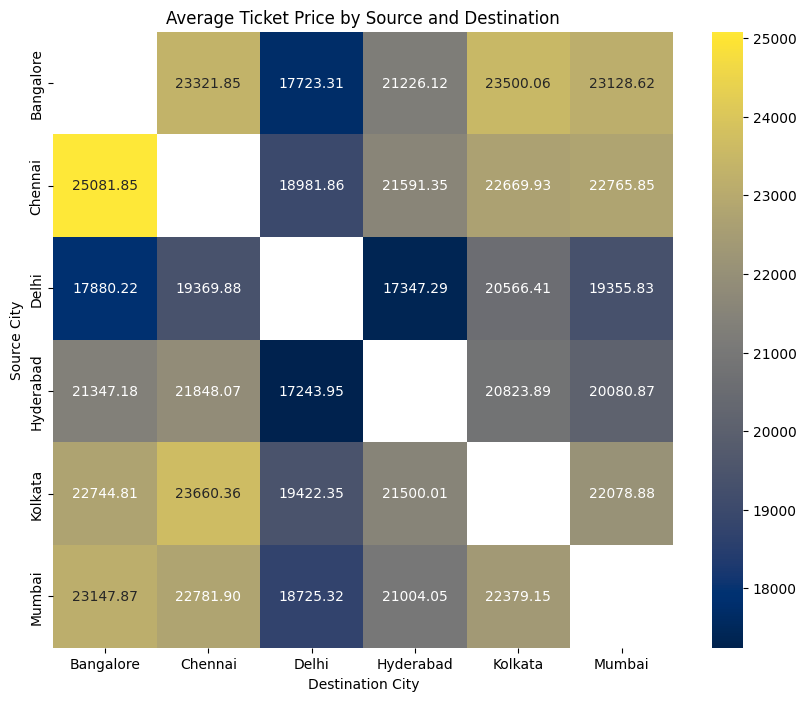 Average Ticket Price by Source and Destination
Source City
Bangalore
23321.85 17723.31 21226.12 23500.06 23128.62
Chennai
25081.85 18981.86 21591.35 22669.93 22765.85
Delhi
17880.22 19369.88 17347.29 20566.41 19355.83
Hyderabad
21347.18 21848.07 17243.95 20823.89 20080.87
Kolkata
22744.81 23660.36 19422.35 21500.01 22078.88
Mumbai
23147.87 22781.90 18725.32 21004.05 22379.15
Bangalore Chennai Delhi Hyderabad Kolkata Mumbai
Destination City
25000
24000
23000
22000
21000
20000
19000
18000